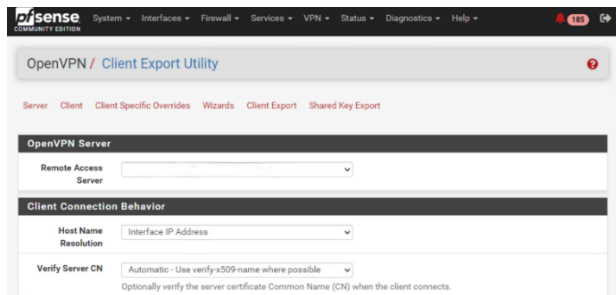 pfsense System Interfaces Firewall Services VPN Status Diagnostics Help 185
COMMUNITY EDITION
OpenVPN / Client Export Utility
Server Client Client Specific Overrides Wizards Client Export Shared Key Export
OpenVPN Server
Remote Access
Server
Client Connection Behavior
Host Name
Resolution
Interface IP Address
Verify Server CN
Automatic - Use verify-x509-name where possible
Optionally verify the server certificate Common Name (CN) when the client connects.